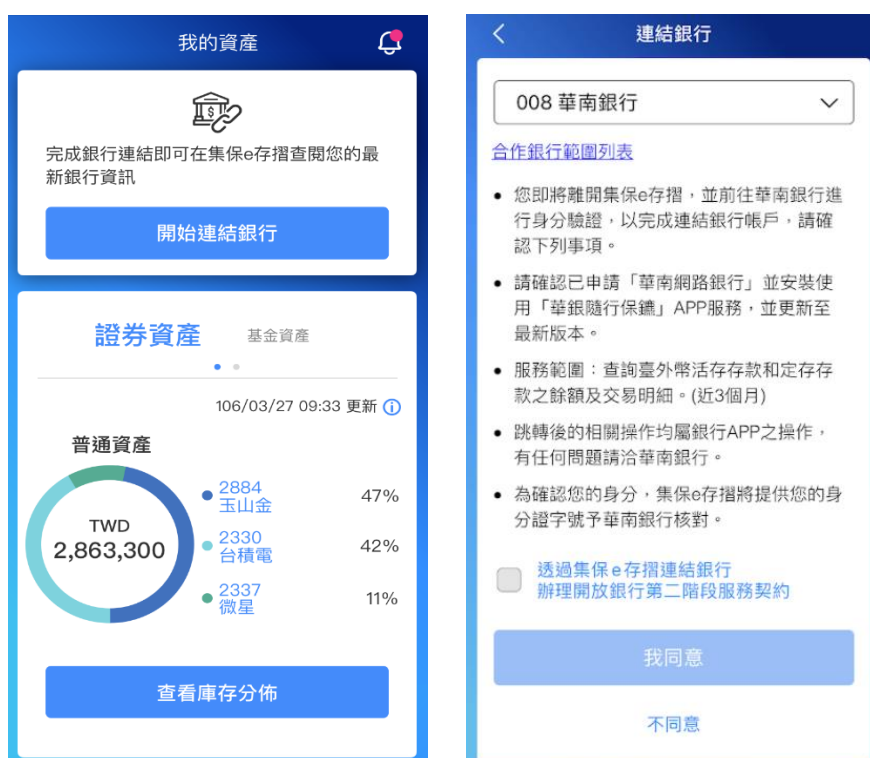 我的資產
完成銀行連結即可在集保e存摺查閱您的最
新銀行資訊
開始連結銀行
證券資產
基金資產
106/03/27 09:33 更新
普通資產
TWD
2,863,300
2884
玉山金
47%
2330
台積電
42%
2337
微星
11%
查看庫存分佈
連結銀行
008 華南銀行
合作銀行範圍列表
• 您即將離開集保e存摺，並前往華南銀行進
行身分驗證，以完成連結銀行帳戶，請確
認下列事項。
• 請確認已申請「華南網路銀行」並安裝使
用「華銀隨行保鑣」APP服務，並更新至
最新版本。
• 服務範圍：查詢臺外幣活存存款和定存存
款之餘額及交易明細。(近3個月)
• 跳轉後的相關操作均屬銀行APP之操作，
有任何問題請洽華南銀行。
• 為確認您的身分，集保e存摺將提供您的身
分證字號予華南銀行核對。
透過集保e存摺連結銀行
辦理開放銀行第二階段服務契約
我同意
不同意